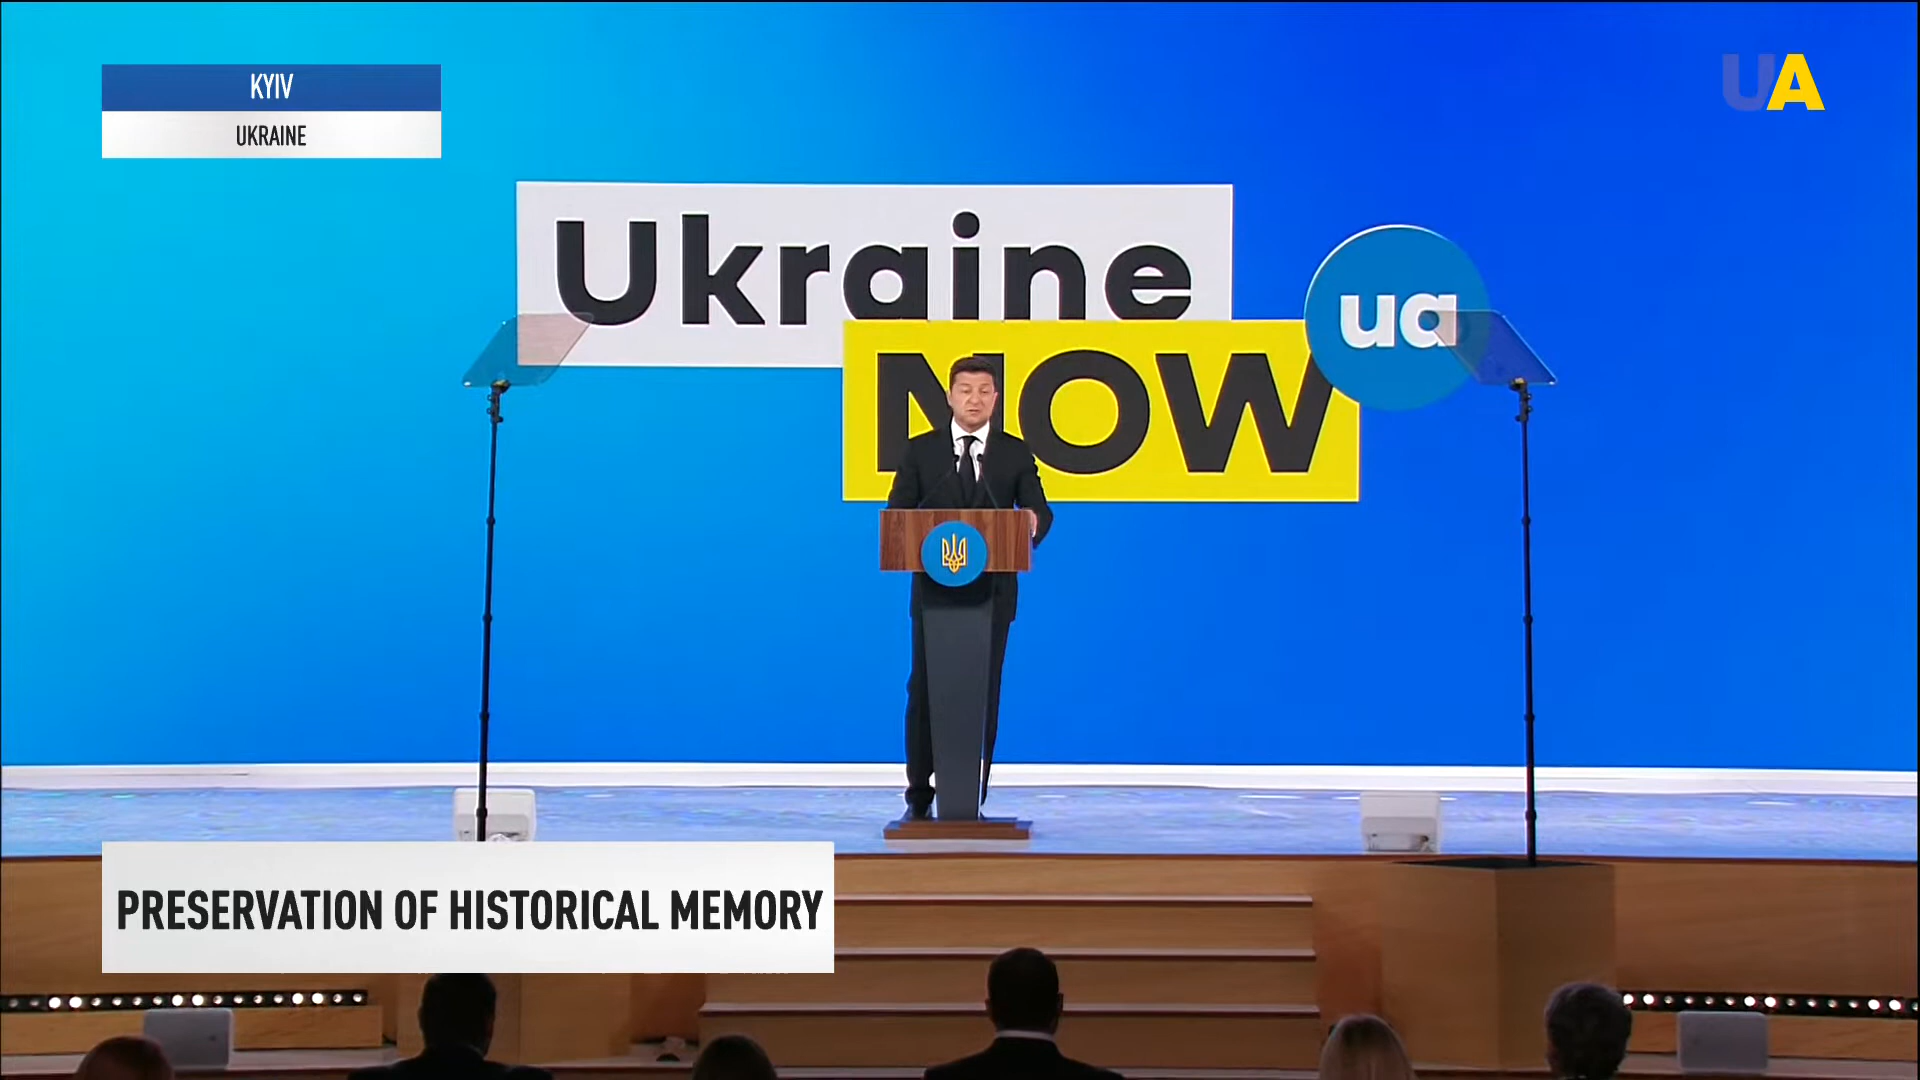 KYIV
UKRAINE
UA
Ukraine
NOW
ua
PRESERVATION OF HISTORICAL MEMORY